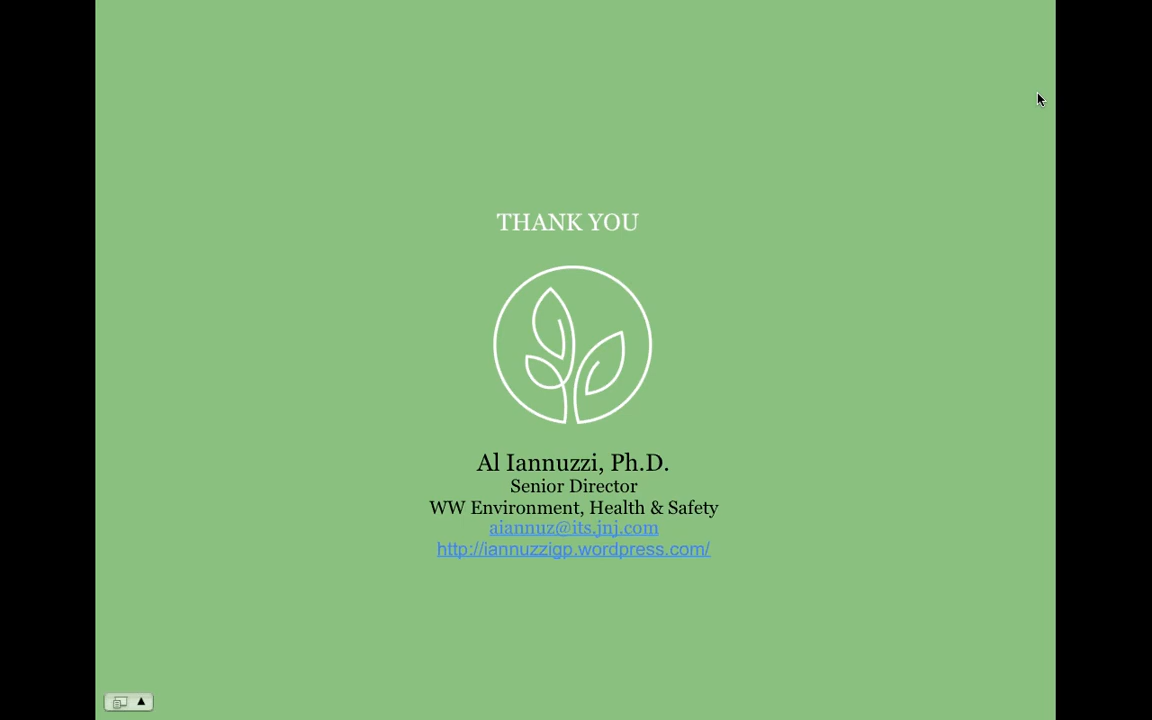 THANK YOU
Al Iannuzzi, Ph.D.
Senior Director
WW Environment, Health & Safety
aiannuz@its.jnj.com
http://iannuzzigp.wordpress.com/